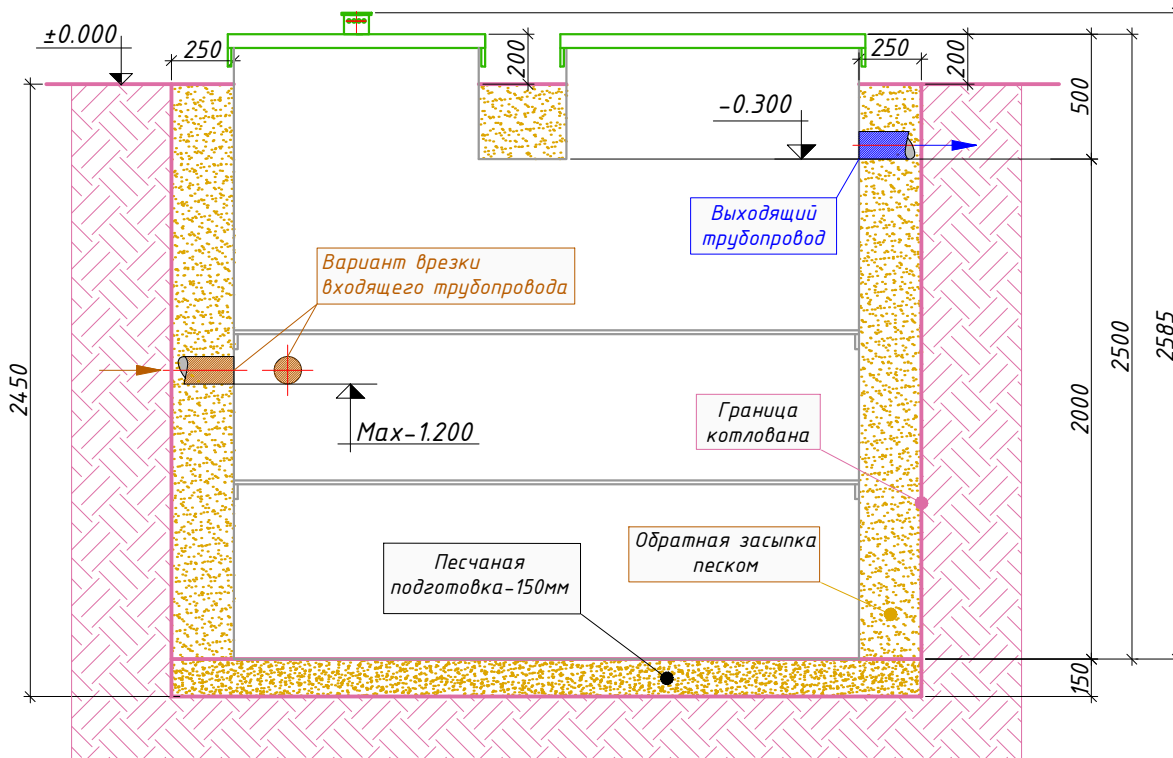 ±0.000
250
200
250
200
500
-0.300
Выходящий
трубопровод
Вариант врезки
входящего трубопровода
2585
2500
2450
2000
Max-1.200
Граница
котлована
Обратная засыпка
песком
Песчаная
подготовка-150мм
150